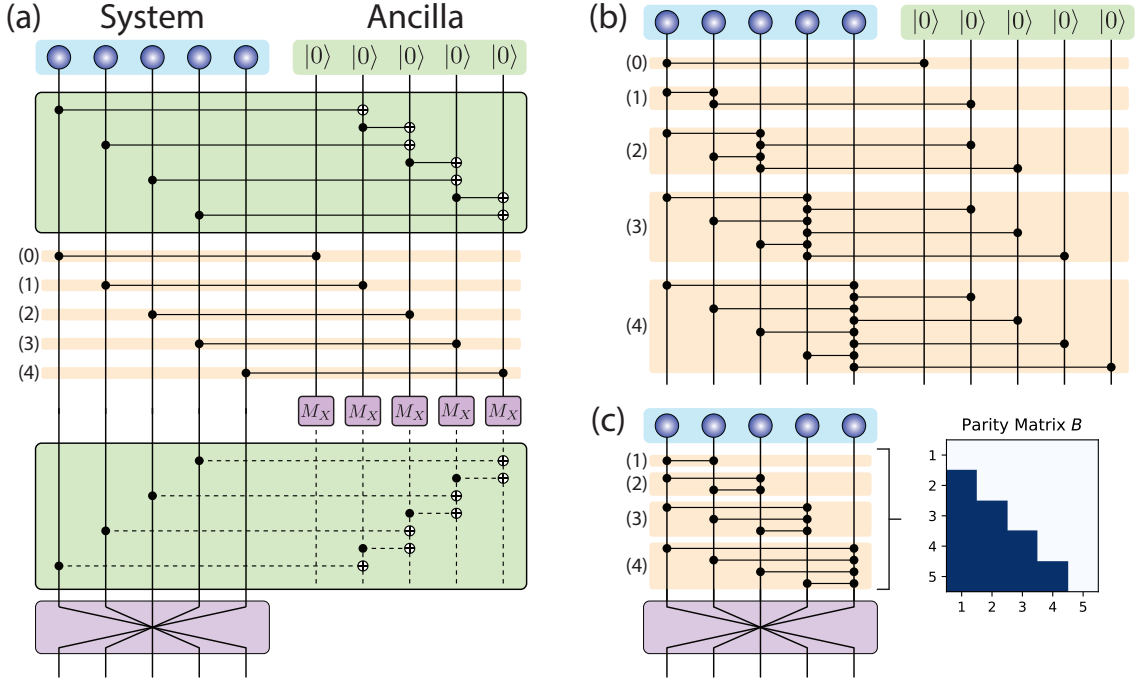 (a) System Ancilla
|0⟩ |0⟩ |0⟩ |0⟩ |0⟩
(0)
(1)
(2)
(3)
(4)
M_X M_X M_X M_X M_X
(b)
|0⟩ |0⟩ |0⟩ |0⟩ |0⟩
(0)
(1)
(2)
(3)
(4)
(c)
(1)
(2)
(3)
(4)
Parity Matrix B
1
2
3
4
5
1 2 3 4 5